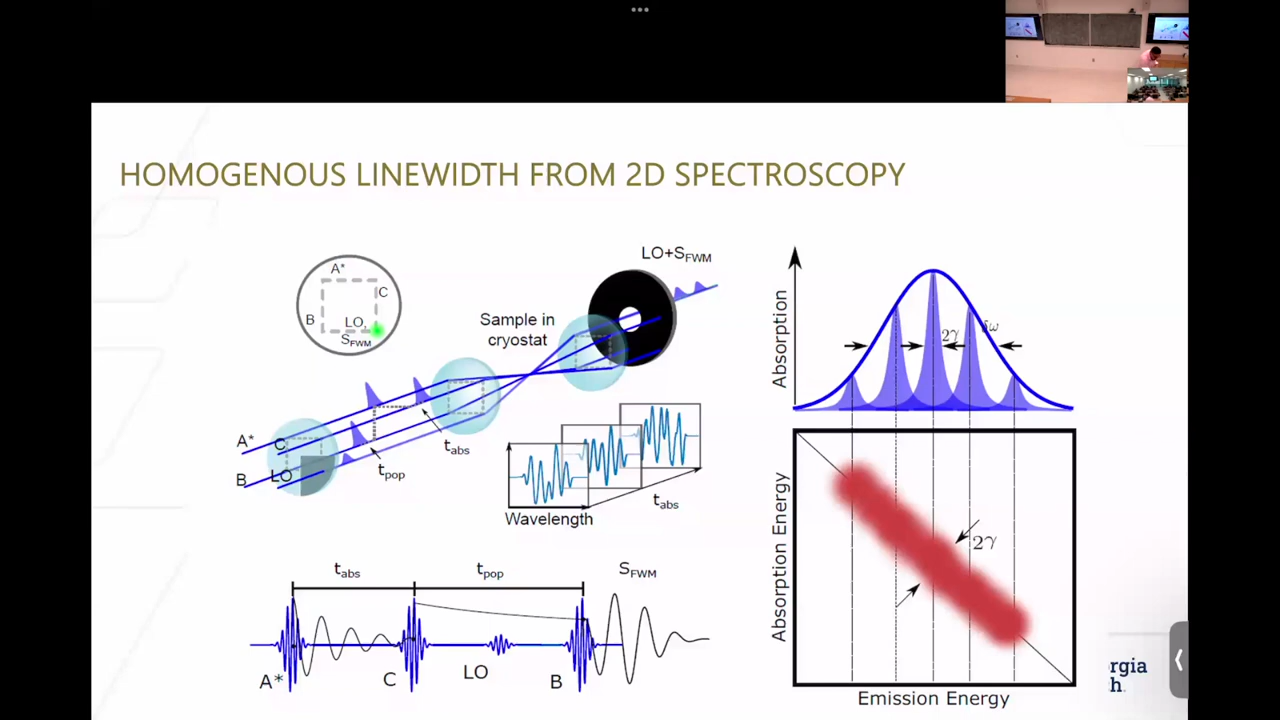 HOMOGENOUS LINEWIDTH FROM 2D SPECTROSCOPY
A*
C
B
LO,
SFWM
LO+SFWM
Sample in
cryostat
A*
C
B
LO
tabs
tpop
Wavelength
tabs
tabs
tpop
SFWM
A*
C
LO
B
Absorption
2γ
δω
Absorption Energy
2γ
Emission Energy
rgia
h.